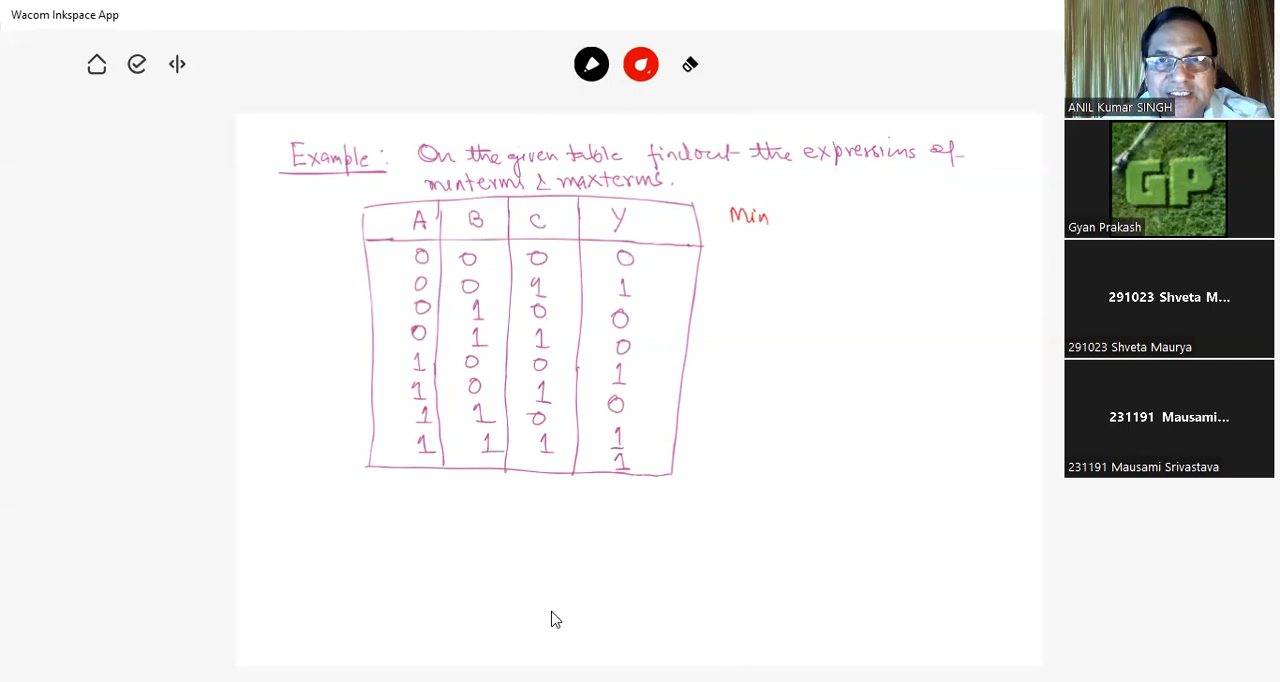 Wacom Inkspace App
Example: On the given table findout the expressions of
menterms & maxterms.
A B C Y Min
0 0 0 0
0 0 1 1
0 1 0 0
0 1 1 0
1 0 0 1
1 0 1 0
1 1 0 1
1 1 1 1
ANIL Kumar SINGH
GP
Gyan Prakash
291023 Shveta M...
291023 Shveta Maurya
231191 Mausami...
231191 Mausami Srivastava